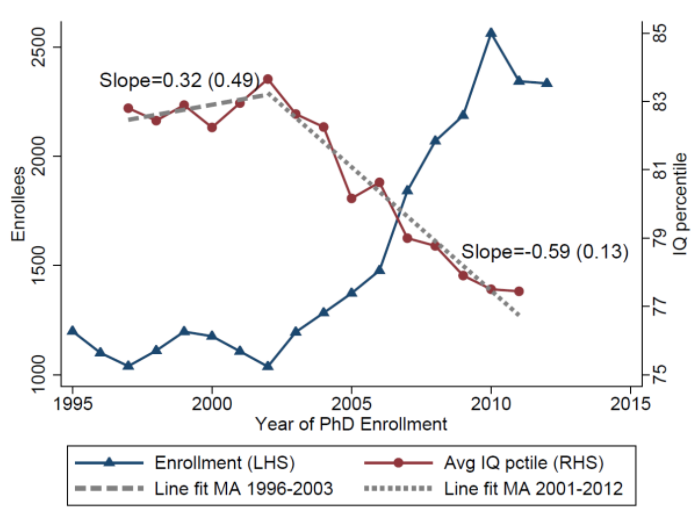 2500
2000
1500
1000
Enrollees
85
83
81
79
77
75
IQ percentile
Slope=0.32 (0.49)
Slope=-0.59 (0.13)
1995 2000 2005 2010 2015
Year of PhD Enrollment
Enrollment (LHS) Avg IQ pctile (RHS)
Line fit MA 1996-2003 Line fit MA 2001-2012